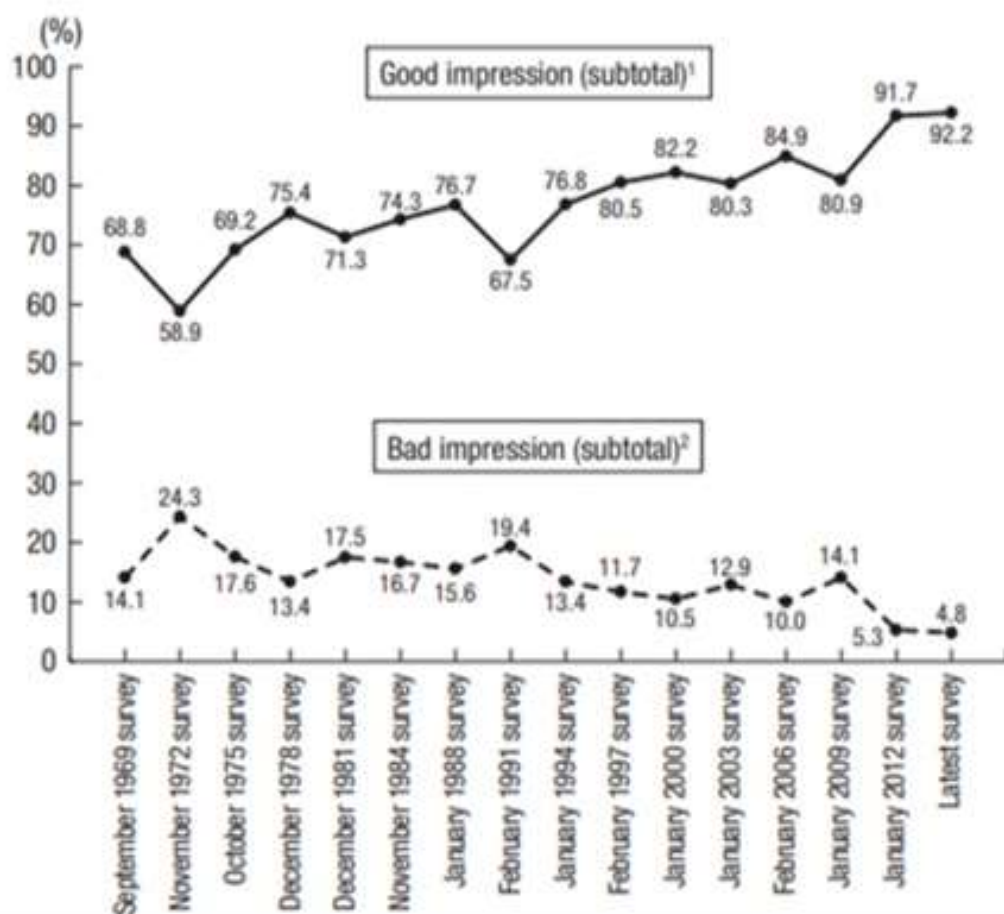 (%)
100
90
80
70
60
50
40
30
20
10
0
Good impression (subtotal)¹
68.8
58.9
69.2
75.4
71.3
74.3
76.7
67.5
76.8
80.5
82.2
80.3
84.9
80.9
91.7
92.2
Bad impression (subtotal)²
14.1
24.3
17.6
13.4
17.5
16.7
15.6
19.4
13.4
11.7
10.5
12.9
10.0
14.1
5.3
4.8
September 1969 survey
November 1972 survey
October 1975 survey
December 1978 survey
December 1981 survey
November 1984 survey
January 1988 survey
February 1991 survey
January 1994 survey
February 1997 survey
January 2000 survey
January 2003 survey
February 2006 survey
January 2009 survey
January 2012 survey
Latest survey